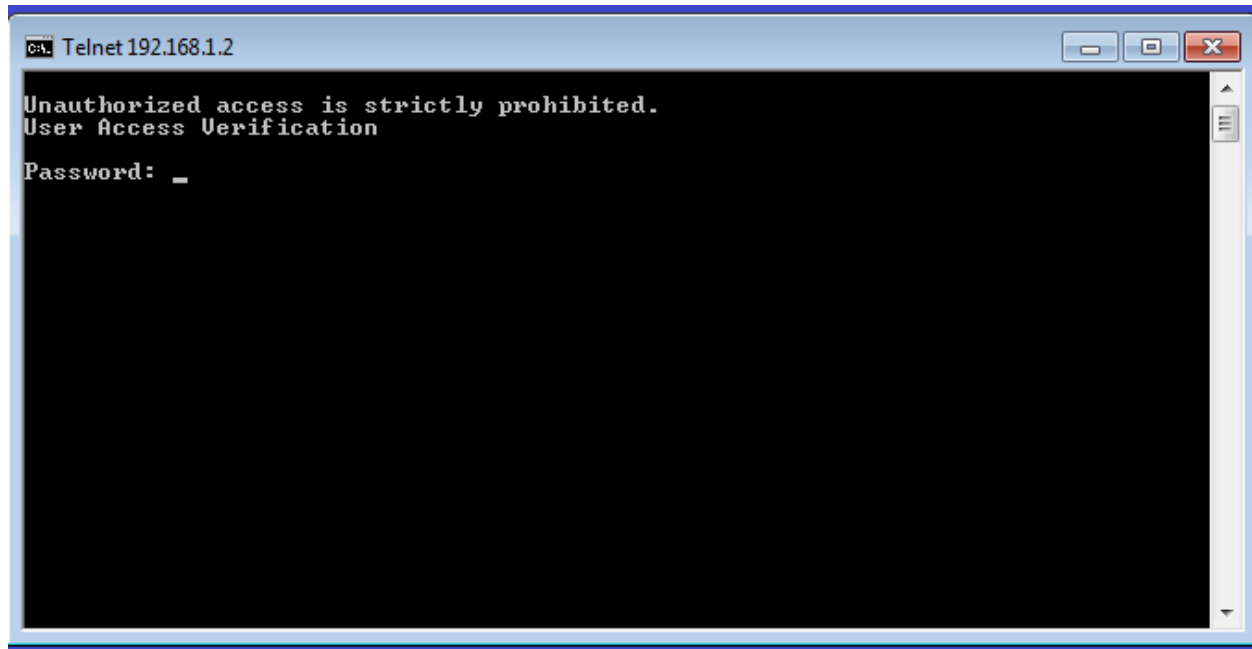 Telnet 192.168.1.2
Unauthorized access is strictly prohibited.
User Access Verification
Password: _